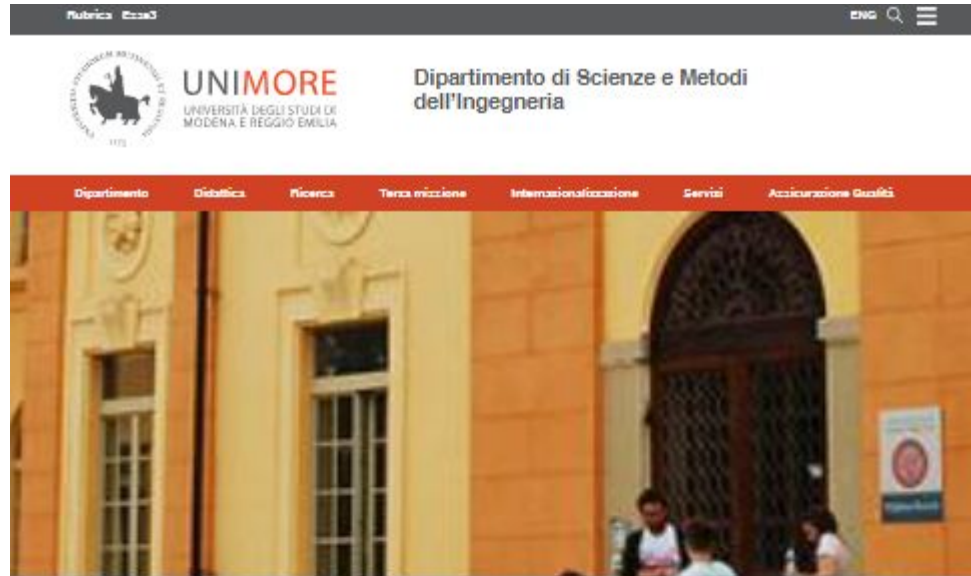 Rubrica Esse3
ENG
UNIMORE
UNIVERSITÀ DEGLI STUDI DI
MODENA E REGGIO EMILIA
1175
Dipartimento di Scienze e Metodi
dell'Ingegneria
Dipartimento Didattica Ricerca Terza missione Internazionalizzazione Servizi Assicurazione Qualità